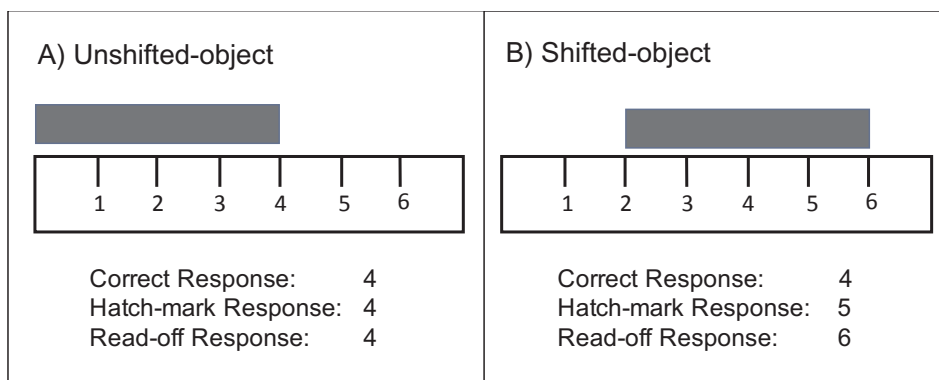 A) Unshifted-object
1 2 3 4 5 6
Correct Response: 4
Hatch-mark Response: 4
Read-off Response: 4
B) Shifted-object
1 2 3 4 5 6
Correct Response: 4
Hatch-mark Response: 5
Read-off Response: 6